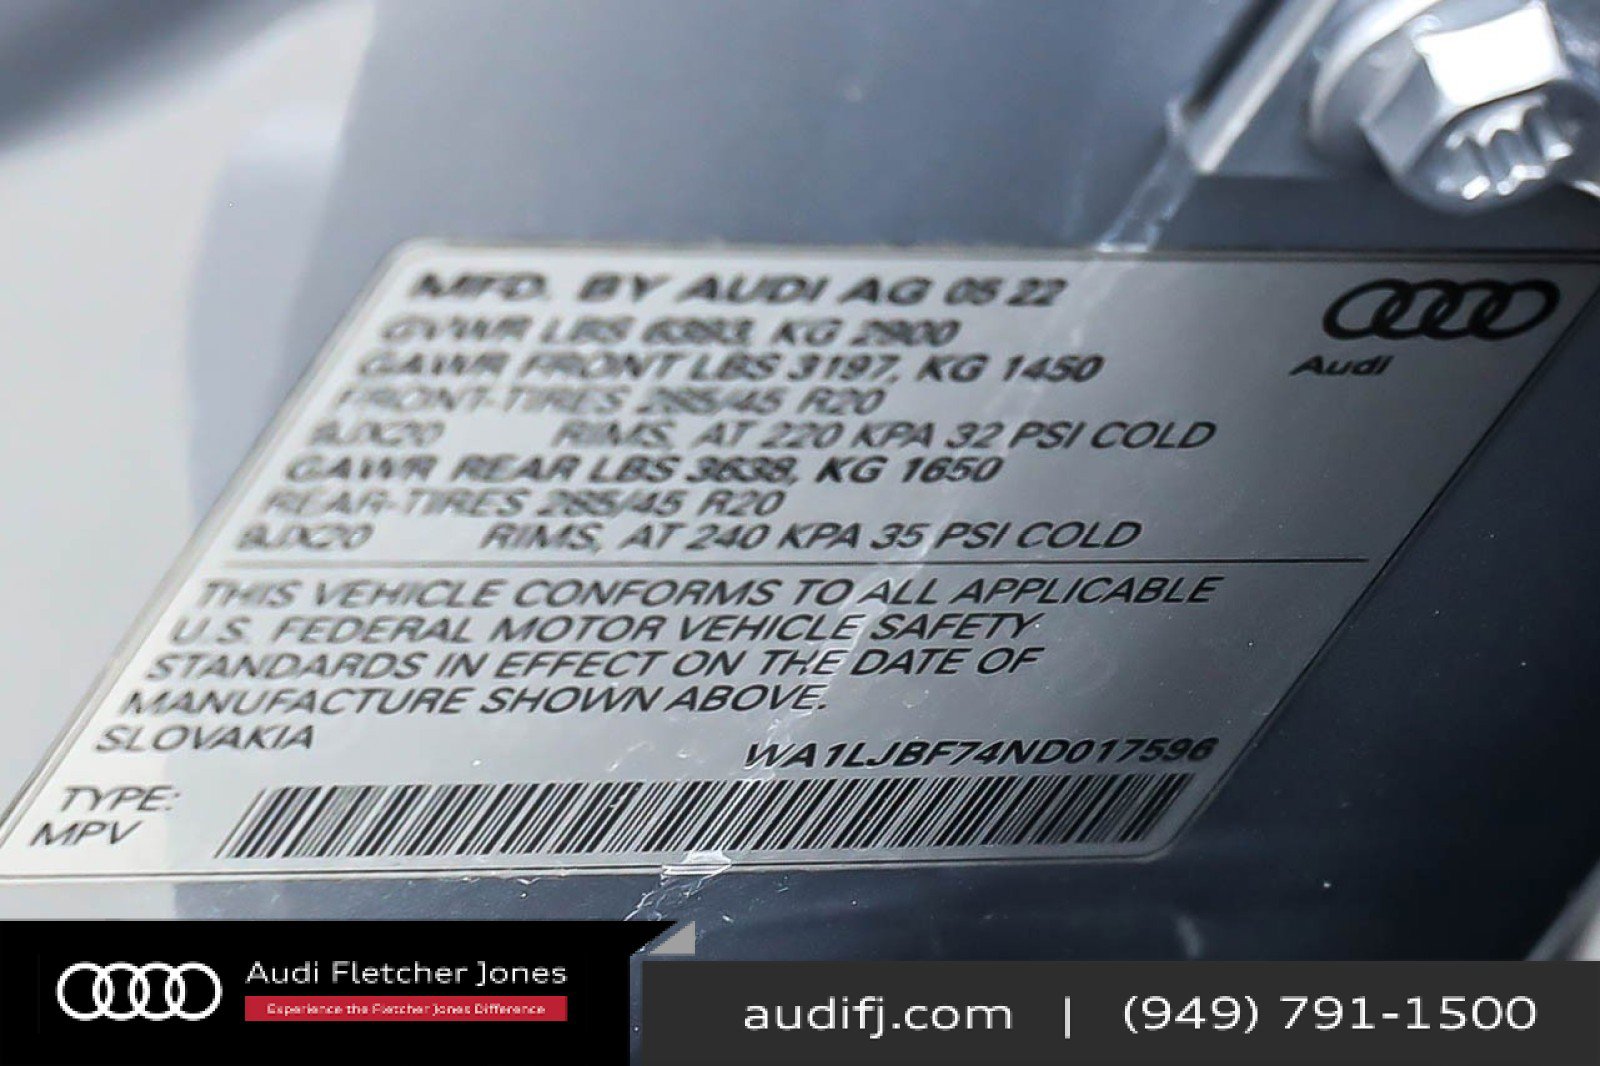 MFD. BY AUDI AG 05 22
GVWR LBS 6393, KG 2900
GAWR FRONT LBS 3197, KG 1450
FRONT-TIRES 265/45 R20
9JX20 RIMS, AT 220 KPA 32 PSI COLD
GAWR REAR LBS 3638, KG 1650
REAR-TIRES 265/45 R20
9JX20 RIMS, AT 240 KPA 35 PSI COLD
Audi
THIS VEHICLE CONFORMS TO ALL APPLICABLE
U.S. FEDERAL MOTOR VEHICLE SAFETY
STANDARDS IN EFFECT ON THE DATE OF
MANUFACTURE SHOWN ABOVE.
SLOVAKIA
WA1LJBF74ND017596
TYPE:
MPV
Audi Fletcher Jones
Experience the Fletcher Jones Difference
audifj.com | (949) 791-1500